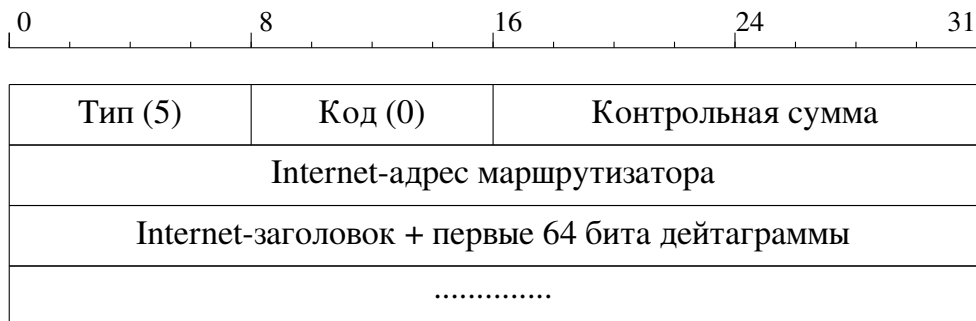 0 8 16 24 31
Тип (5) Код (0) Контрольная сумма
Internet-адрес маршрутизатора
Internet-заголовок + первые 64 бита дейтаграммы
..............